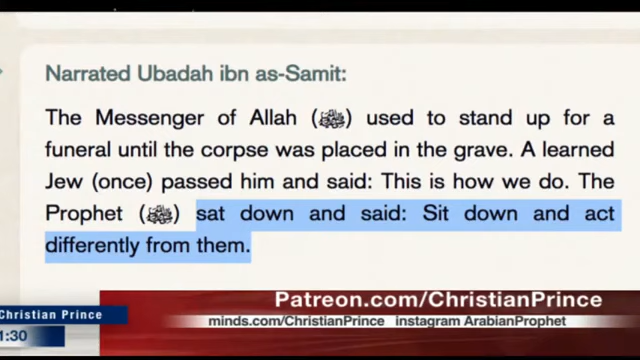 Narrated Ubadah ibn as-Samit:
The Messenger of Allah (ﷺ) used to stand up for a
funeral until the corpse was placed in the grave. A learned
Jew (once) passed him and said: This is how we do. The
Prophet (ﷺ) sat down and said: Sit down and act
differently from them.
Patreon.com/ChristianPrince
Christian Prince
minds.com/ChristianPrince instagram ArabianProphet
1:30